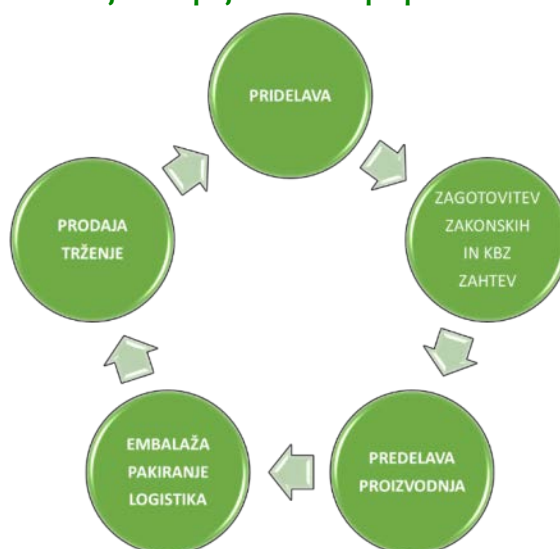 PRIDELAVA
ZAGOTOVITEV
ZAKONSKIH
IN KBZ
ZAHTEV
PREDELAVA
PROIZVODNJA
EMBALAŽA
PAKIRANJE
LOGISTIKA
PRODAJA
TRŽENJE